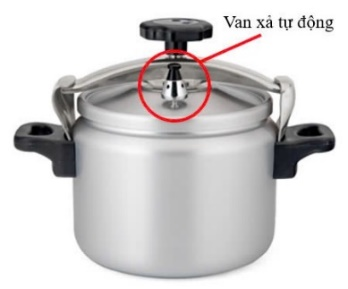 Van xả tự động